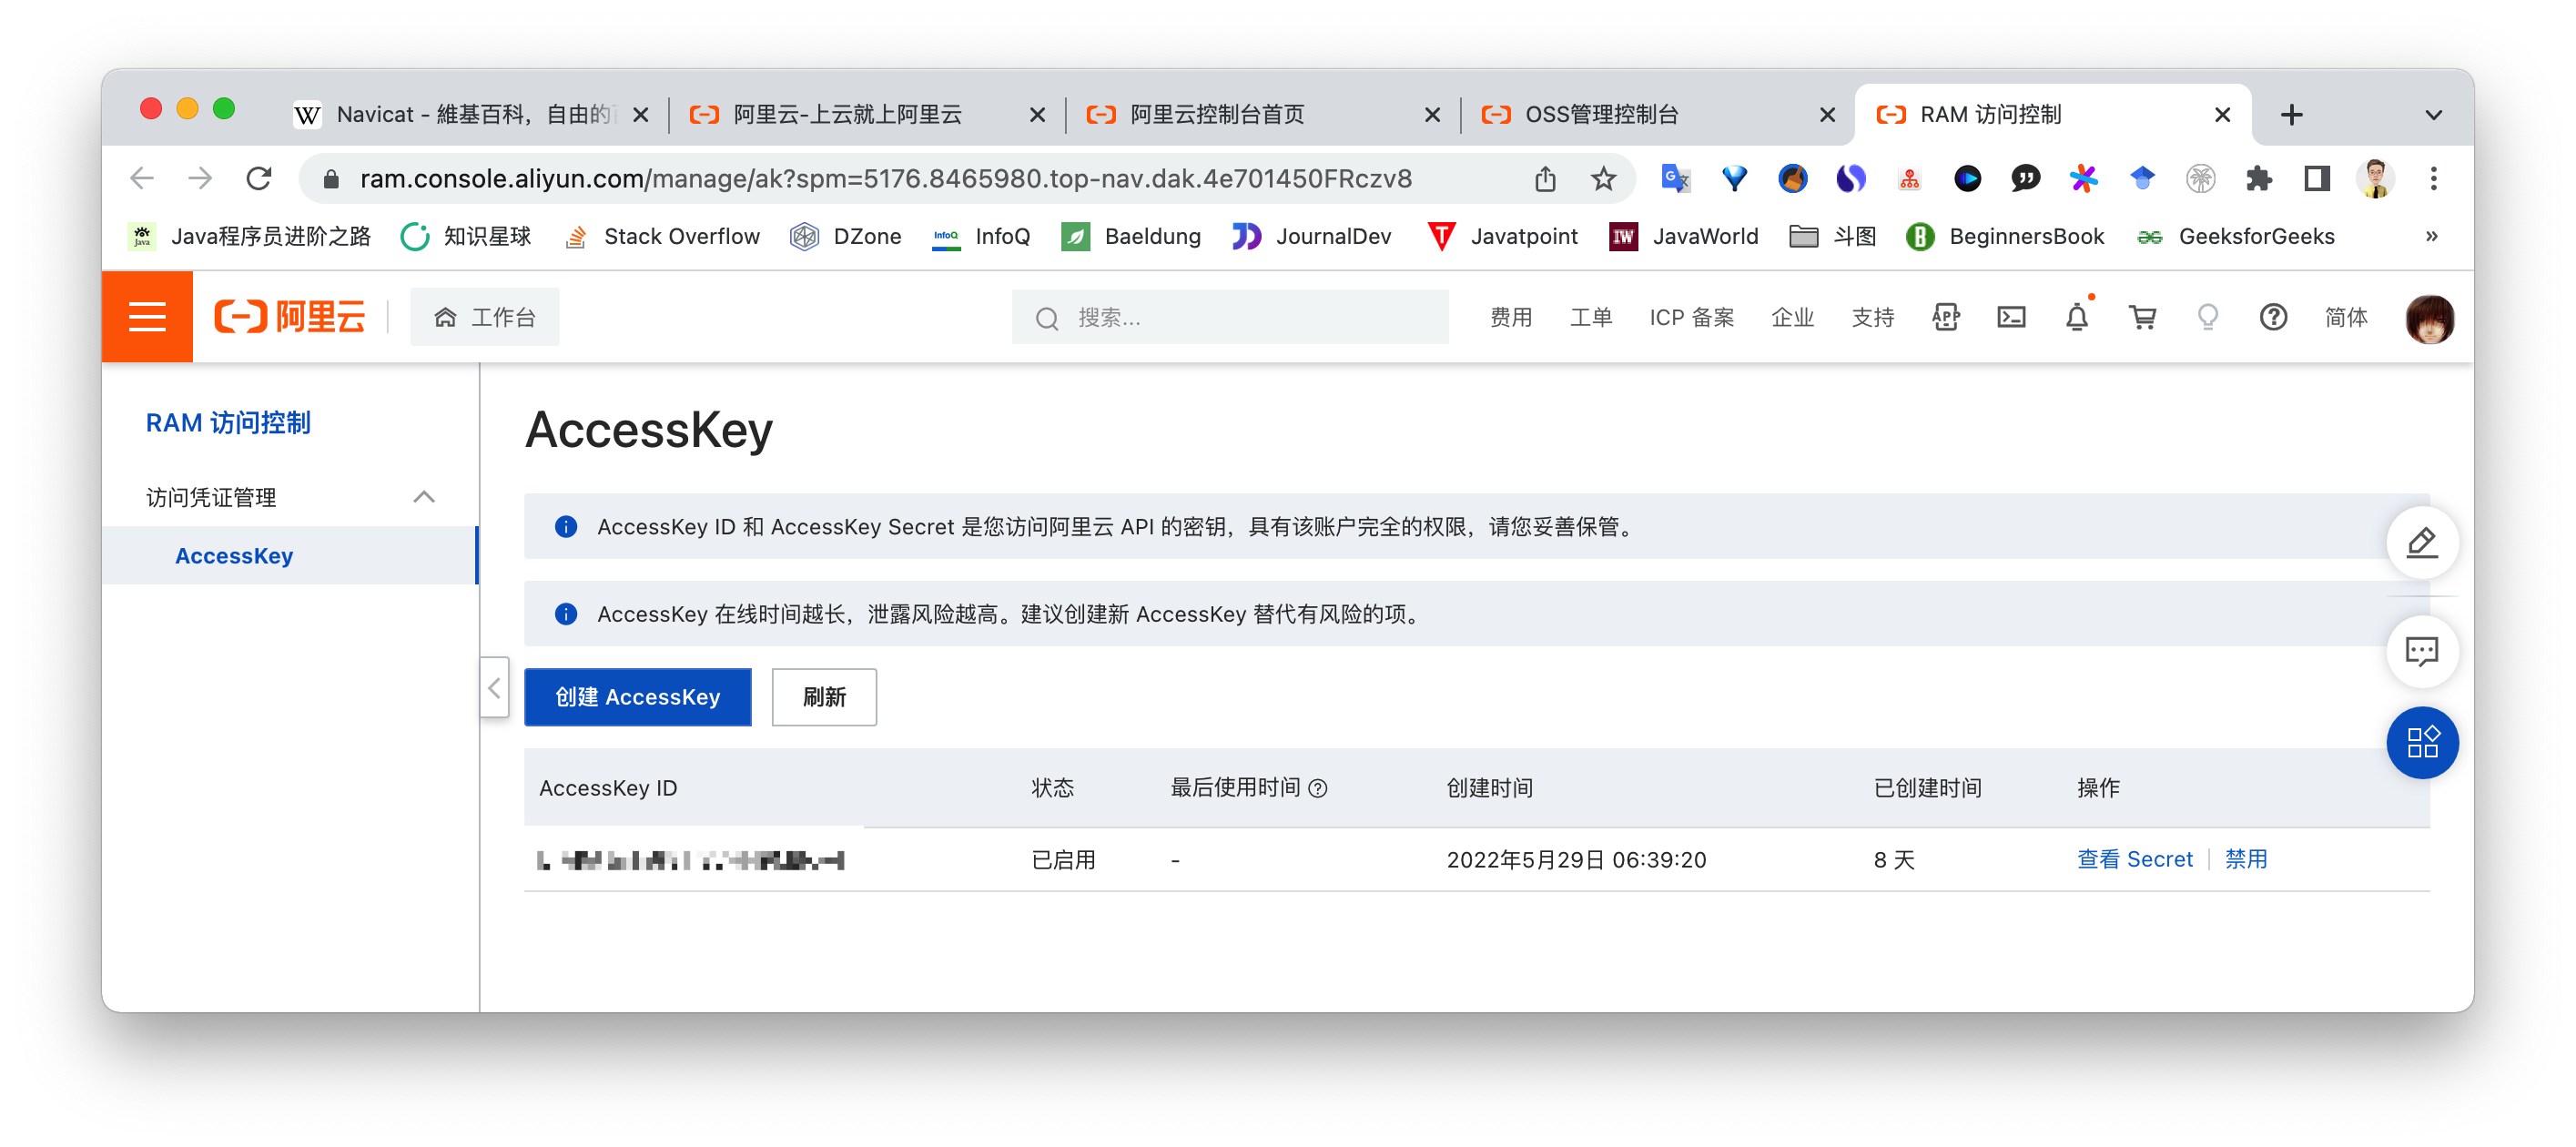 Navicat - 維基百科，自由的
阿里云-上云就上阿里云
阿里云控制台首页
OSS管理控制台
RAM 访问控制
ram.console.aliyun.com/manage/ak?spm=5176.8465980.top-nav.dak.4e701450FRczv8
Java程序员进阶之路
知识星球
Stack Overflow
DZone
InfoQ
Baeldung
JournalDev
Javatpoint
JavaWorld
斗图
BeginnersBook
GeeksforGeeks
»
阿里云
工作台
搜索...
费用
工单
ICP 备案
企业
支持
APP
简体
RAM 访问控制
访问凭证管理
AccessKey
AccessKey
AccessKey ID 和 AccessKey Secret 是您访问阿里云 API 的密钥，具有该账户完全的权限，请您妥善保管。
AccessKey 在线时间越长，泄露风险越高。建议创建新 AccessKey 替代有风险的项。
创建 AccessKey
刷新
AccessKey ID 状态 最后使用时间 创建时间 已创建时间 操作
已启用 - 2022年5月29日 06:39:20 8 天 查看 Secret 禁用